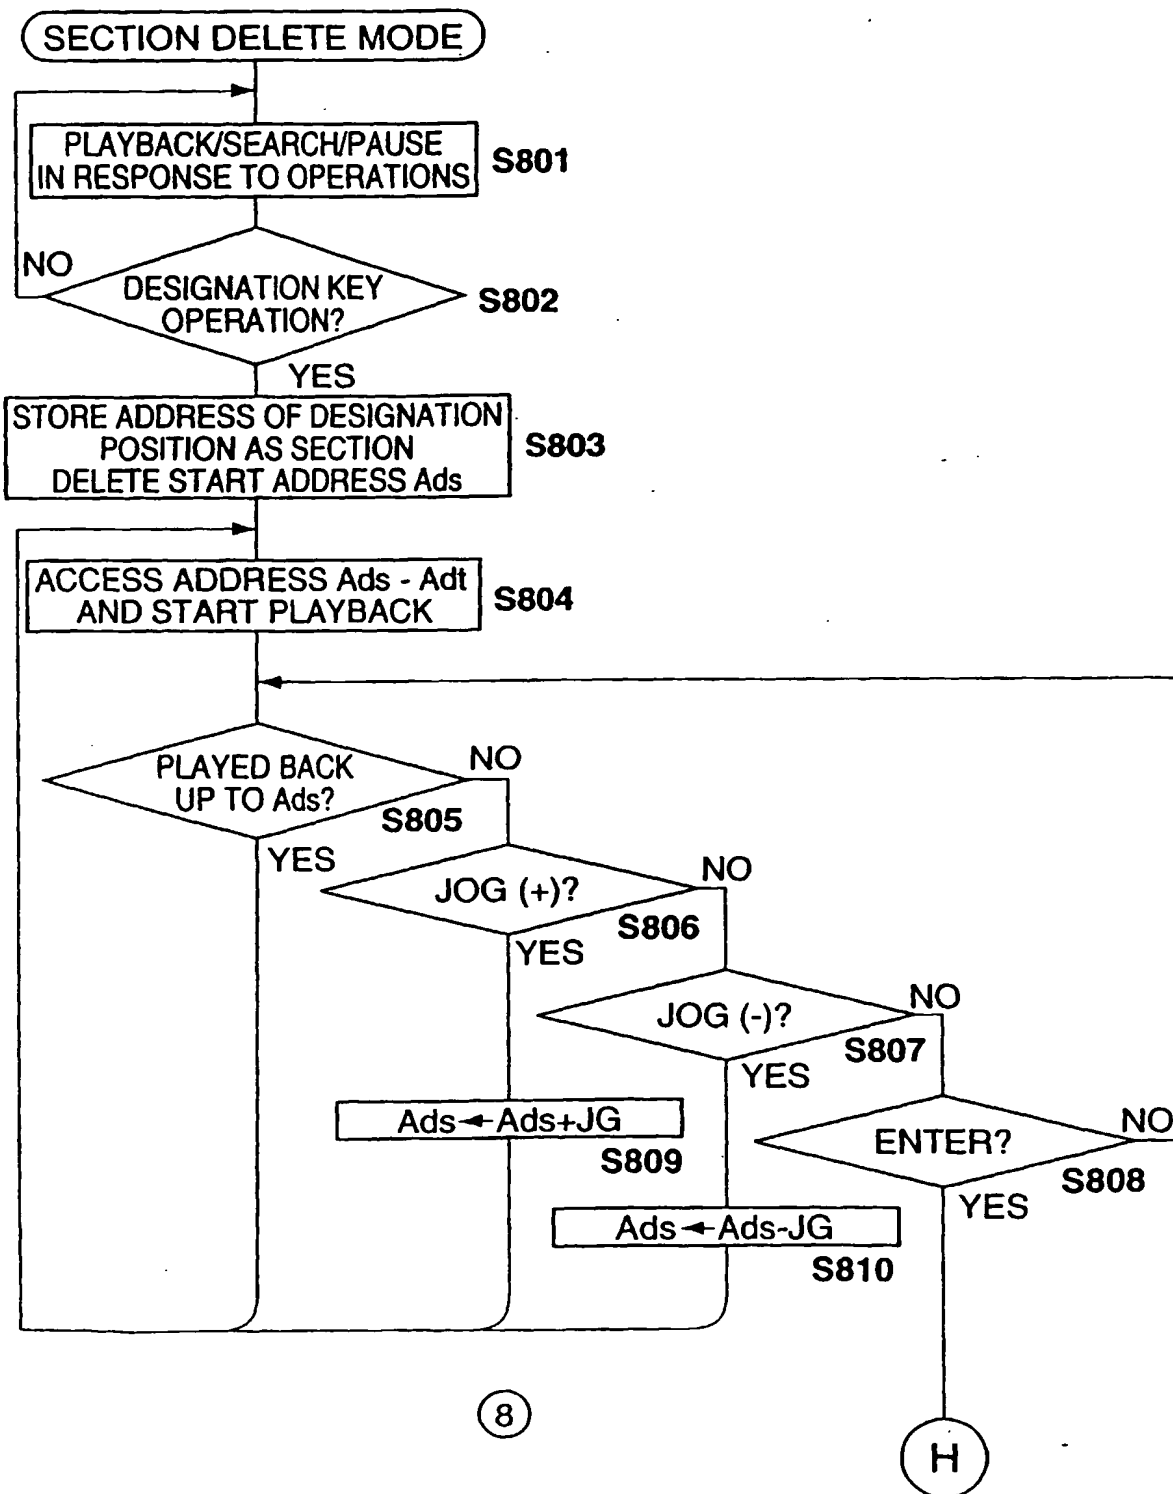 SECTION DELETE MODE
PLAYBACK/SEARCH/PAUSE
IN RESPONSE TO OPERATIONS
S801
NO
DESIGNATION KEY
OPERATION?
S802
YES
STORE ADDRESS OF DESIGNATION
POSITION AS SECTION
DELETE START ADDRESS Ads
S803
ACCESS ADDRESS Ads - Adt
AND START PLAYBACK
S804
PLAYED BACK
UP TO Ads?
NO
S805
YES
JOG (+)?
NO
S806
YES
JOG (-)?
NO
S807
YES
Ads←Ads+JG
S809
ENTER?
NO
S808
YES
Ads←Ads-JG
S810
8
H